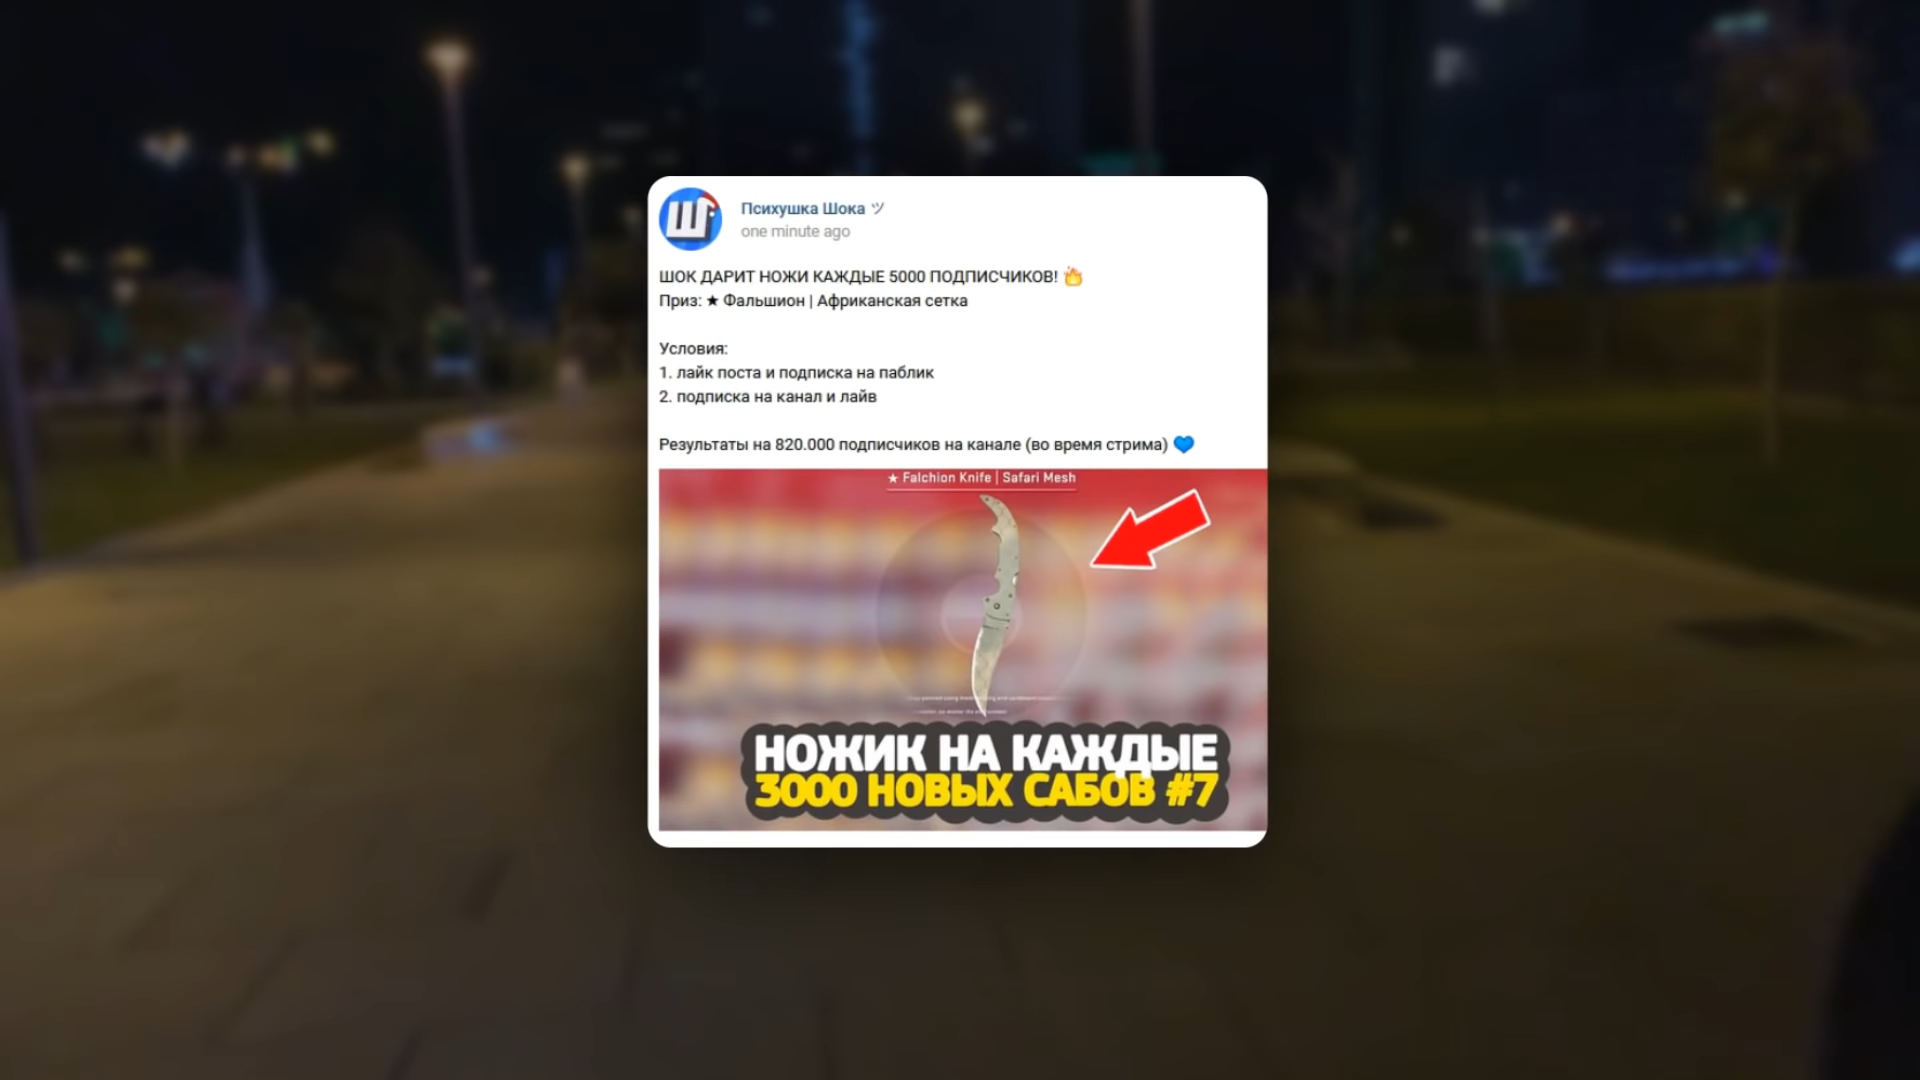 Ш
Психушка Шока ツ
one minute ago
ШОК ДАРИТ НОЖИ КАЖДЫЕ 5000 ПОДПИСЧИКОВ! 🔥
Приз: ★ Фальшион | Африканская сетка
Условия:
1. лайк поста и подписка на паблик
2. подписка на канал и лайв
Результаты на 820.000 подписчиков на канале (во время стрима) 💙
★ Falchion Knife | Safari Mesh
НОЖИК НА КАЖДЫЕ
3000 НОВЫХ САБОВ #7